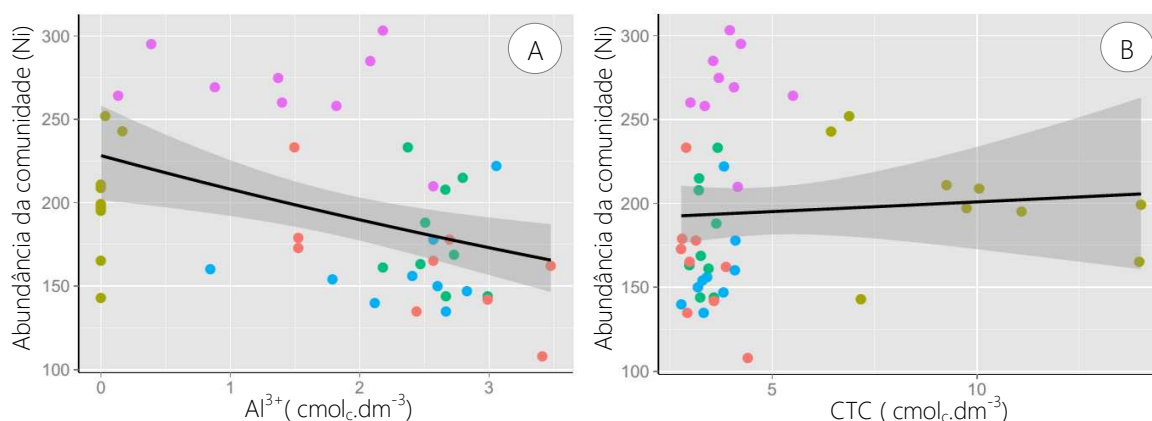 A
B
Abundância da comunidade (Ni)
300
250
200
150
100
0
1
2
3
Al³⁺( cmolc.dm⁻³)
Abundância da comunidade (Ni)
300
250
200
150
100
5
10
CTC ( cmolc.dm⁻³)